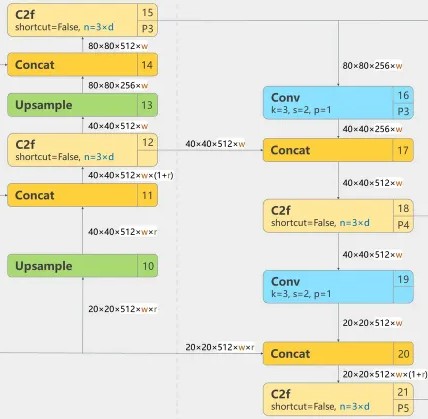 C2f 15
shortcut=False, n=3×d P3
80×80×512×w
Concat 14
80×80×256×w
Upsample 13
40×40×512×w
C2f 12
shortcut=False, n=3×d
40×40×512×w×(1+r)
Concat 11
40×40×512×w×r
Upsample 10
20×20×512×w×r
80×80×256×w
Conv 16
k=3, s=2, p=1 P3
40×40×256×w
40×40×512×w
Concat 17
40×40×512×w
C2f 18
shortcut=False, n=3×d P4
40×40×512×w
Conv 19
k=3, s=2, p=1
20×20×512×w
20×20×512×w×r
Concat 20
20×20×512×w×(1+r)
C2f 21
shortcut=False, n=3×d P5